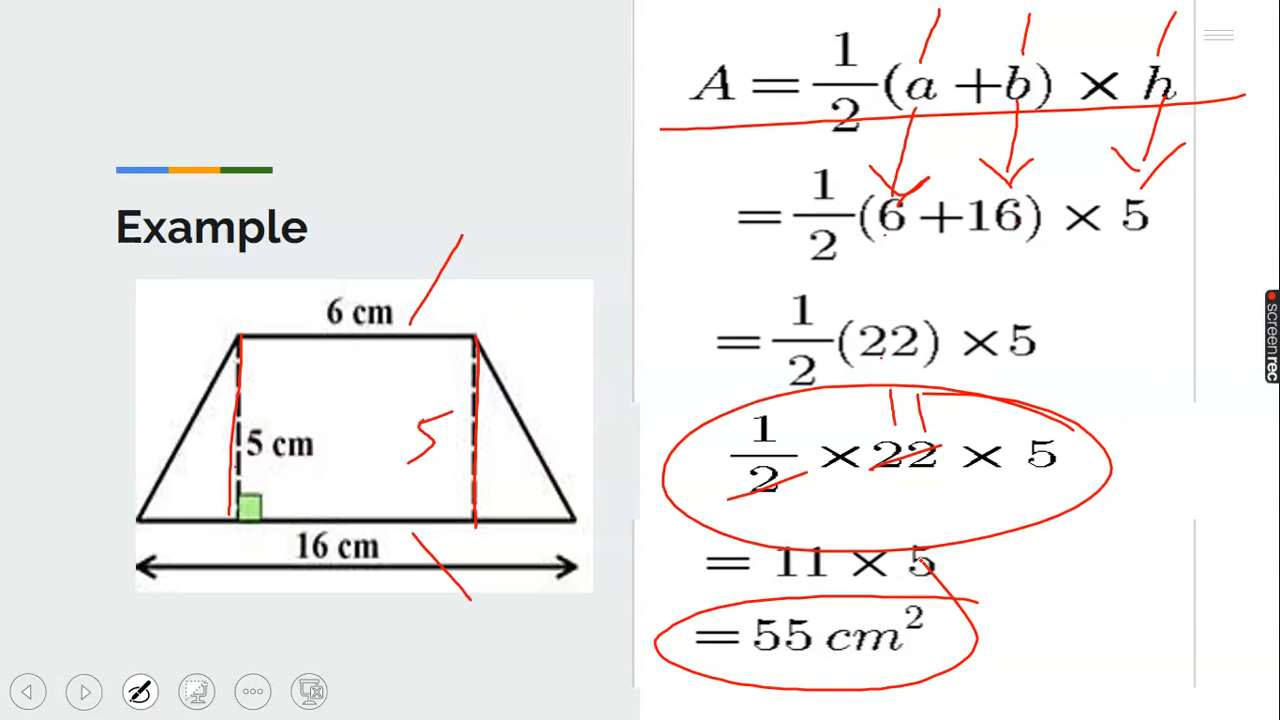 Example
6 cm
5 cm
5
16 cm
A = 1/2 (a + b) × h
= 1/2 (6 + 16) × 5
= 1/2 (22) × 5
11
1/2 × 22 × 5
= 11 × 5
= 55 cm²
screenrec